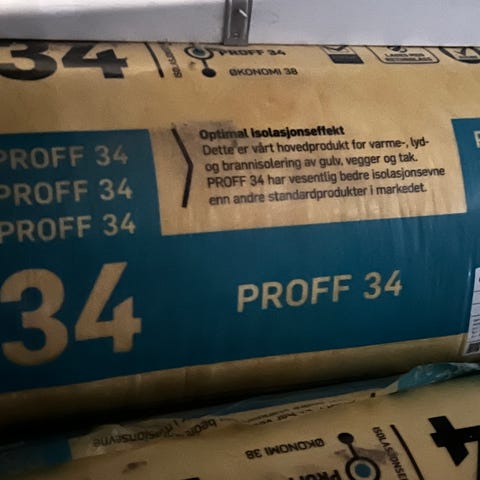 34
PROFF 34
ØKONOMI 38
Optimal Isolasjonseffekt
Dette er vårt hovedprodukt for varme-, lyd-
og brannisolering av gulv, vegger og tak.
PROFF 34 har vesentlig bedre isolasjonsevne
enn andre standardprodukter i markedet.
PROFF 34
PROFF 34
PROFF 34
34
PROFF 34
ØKONOMI 38
PROFF